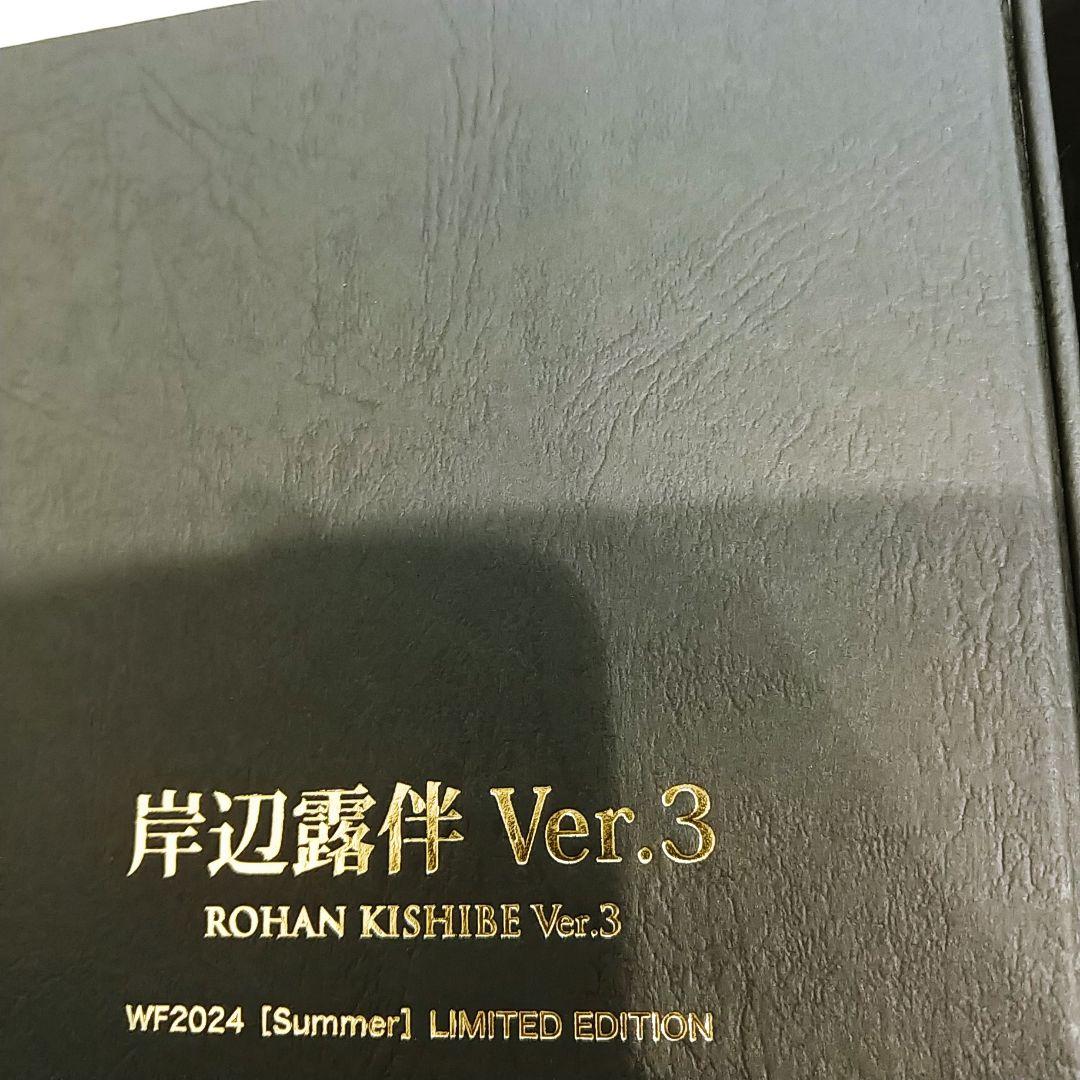 岸辺露伴 Ver.3
ROHAN KISHIBE Ver.3
WF2024 [Summer] LIMITED EDITION